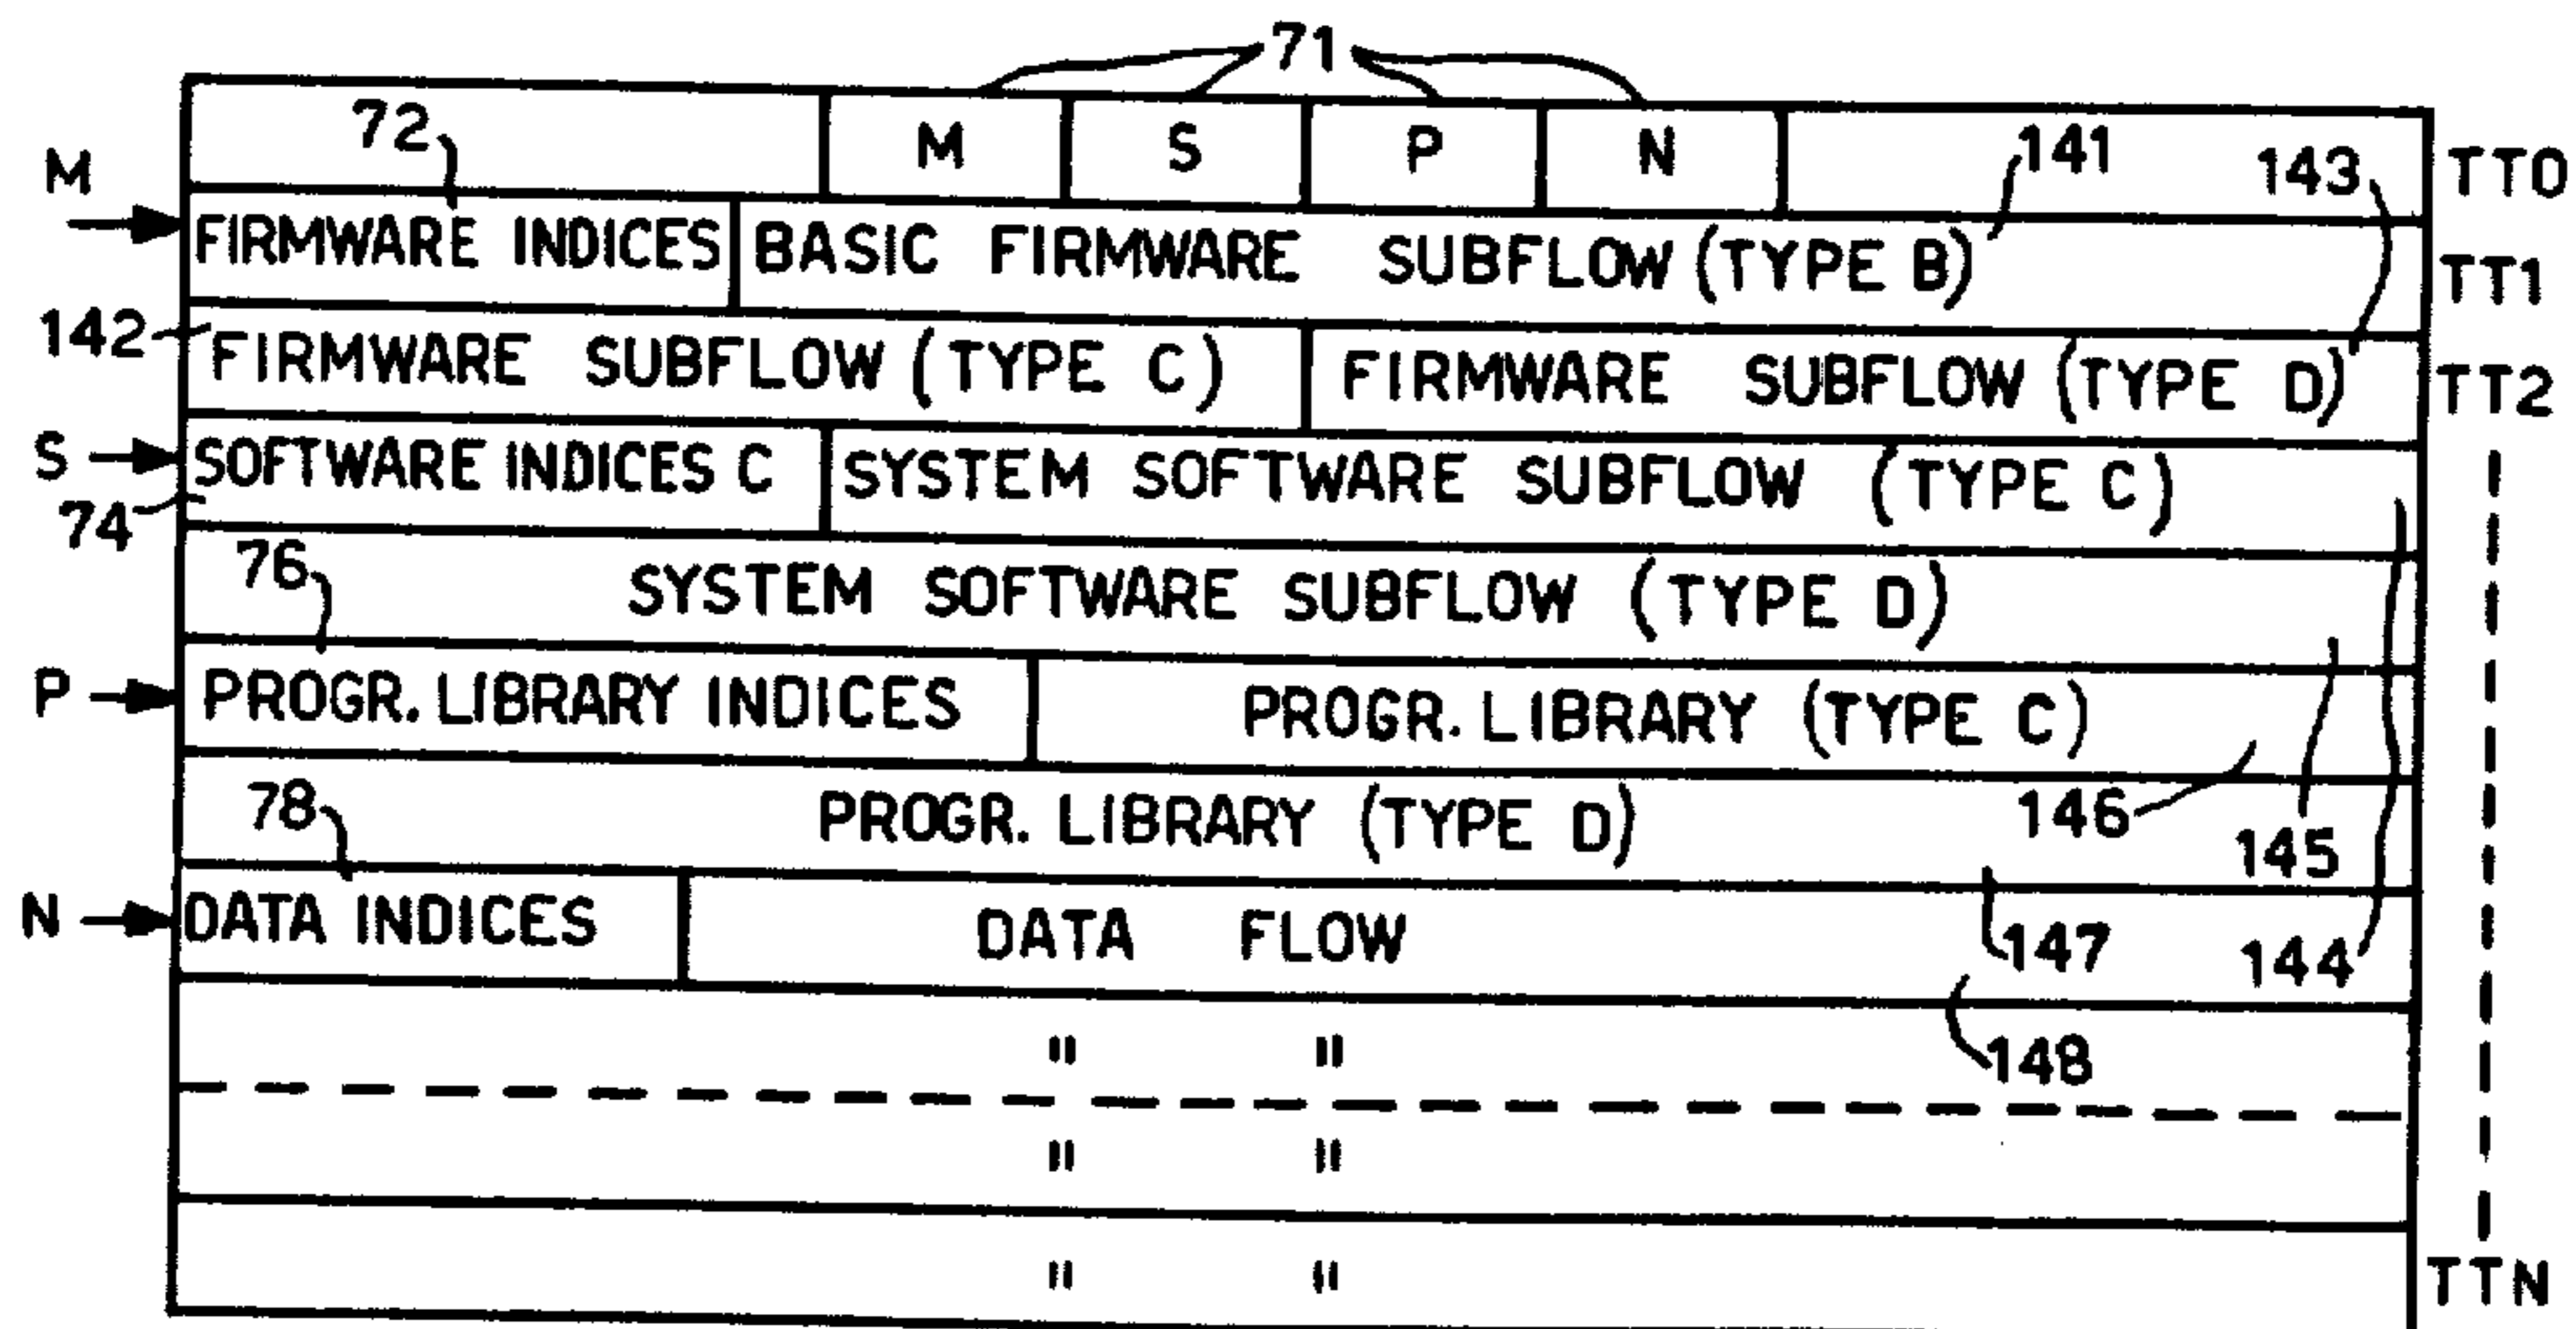 71
72 M S P N 141 143 TT0
M
FIRMWARE INDICES BASIC FIRMWARE SUBFLOW (TYPE B) TT1
142 FIRMWARE SUBFLOW (TYPE C) FIRMWARE SUBFLOW (TYPE D) TT2
S SOFTWARE INDICES C SYSTEM SOFTWARE SUBFLOW (TYPE C)
74
76 SYSTEM SOFTWARE SUBFLOW (TYPE D)
P PROGR. LIBRARY INDICES PROGR. LIBRARY (TYPE C)
78 PROGR. LIBRARY (TYPE D) 146 145
N DATA INDICES DATA FLOW 147 144
" " 148
" "
" " TTN